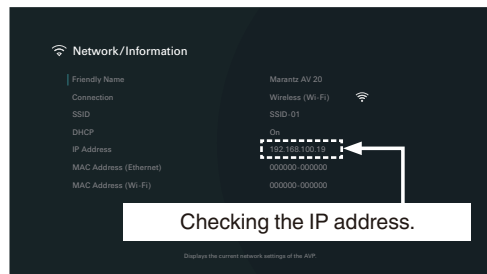 Network/Information
Friendly Name Marantz AV 20
Connection Wireless (Wi-Fi)
SSID SSID-01
DHCP On
IP Address 192.168.100.19
MAC Address (Ethernet) 000000-000000
MAC Address (Wi-Fi) 000000-000000
Checking the IP address.
Displays the current network settings of the AVP.